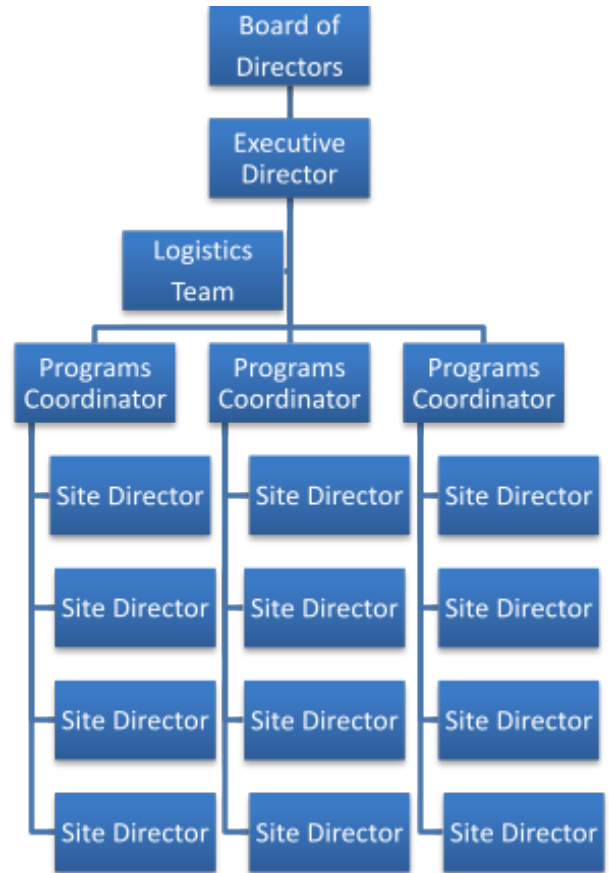 Board of
Directors
Executive
Director
Logistics
Team
Programs
Coordinator
Programs
Coordinator
Programs
Coordinator
Site Director
Site Director
Site Director
Site Director
Site Director
Site Director
Site Director
Site Director
Site Director
Site Director
Site Director
Site Director